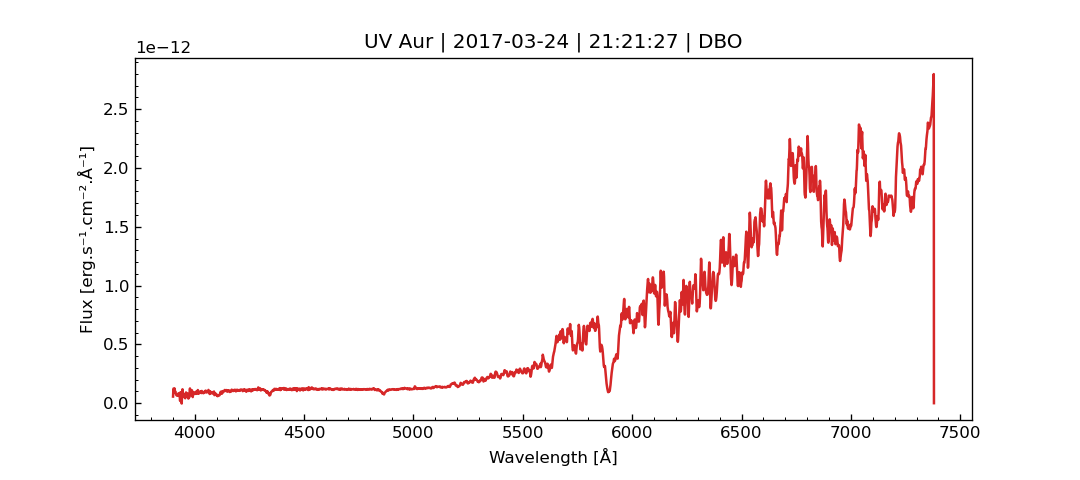 UV Aur | 2017-03-24 | 21:21:27 | DBO
1e−12
2.5
2.0
1.5
1.0
0.5
0.0
Flux [erg.s⁻¹.cm⁻².Å⁻¹]
4000 4500 5000 5500 6000 6500 7000 7500
Wavelength [Å]